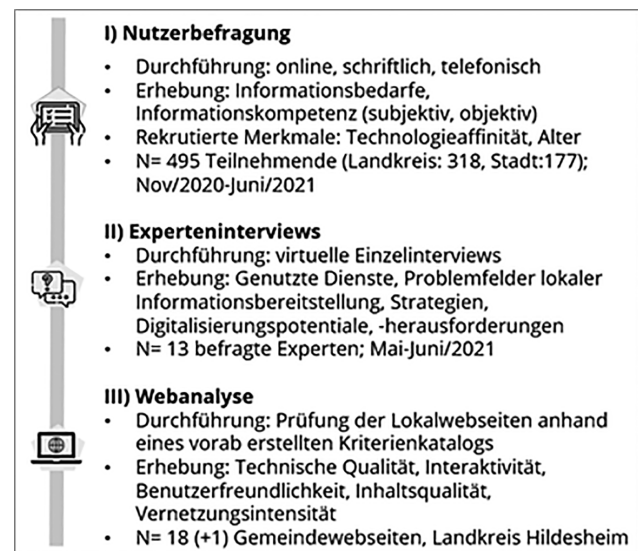 I) Nutzerbefragung
• Durchführung: online, schriftlich, telefonisch
• Erhebung: Informationsbedarfe,
Informationskompetenz (subjektiv, objektiv)
• Rekrutierte Merkmale: Technologieaffinität, Alter
• N= 495 Teilnehmende (Landkreis: 318, Stadt:177);
Nov/2020-Juni/2021
II) Experteninterviews
• Durchführung: virtuelle Einzelinterviews
• Erhebung: Genutzte Dienste, Problemfelder lokaler
Informationsbereitstellung, Strategien,
Digitalisierungspotentiale, -herausforderungen
• N= 13 befragte Experten; Mai-Juni/2021
III) Webanalyse
• Durchführung: Prüfung der Lokalwebseiten anhand
eines vorab erstellten Kriterienkatalogs
• Erhebung: Technische Qualität, Interaktivität,
Benutzerfreundlichkeit, Inhaltsqualität,
Vernetzungsintensität
• N= 18 (+1) Gemeindewebseiten, Landkreis Hildesheim